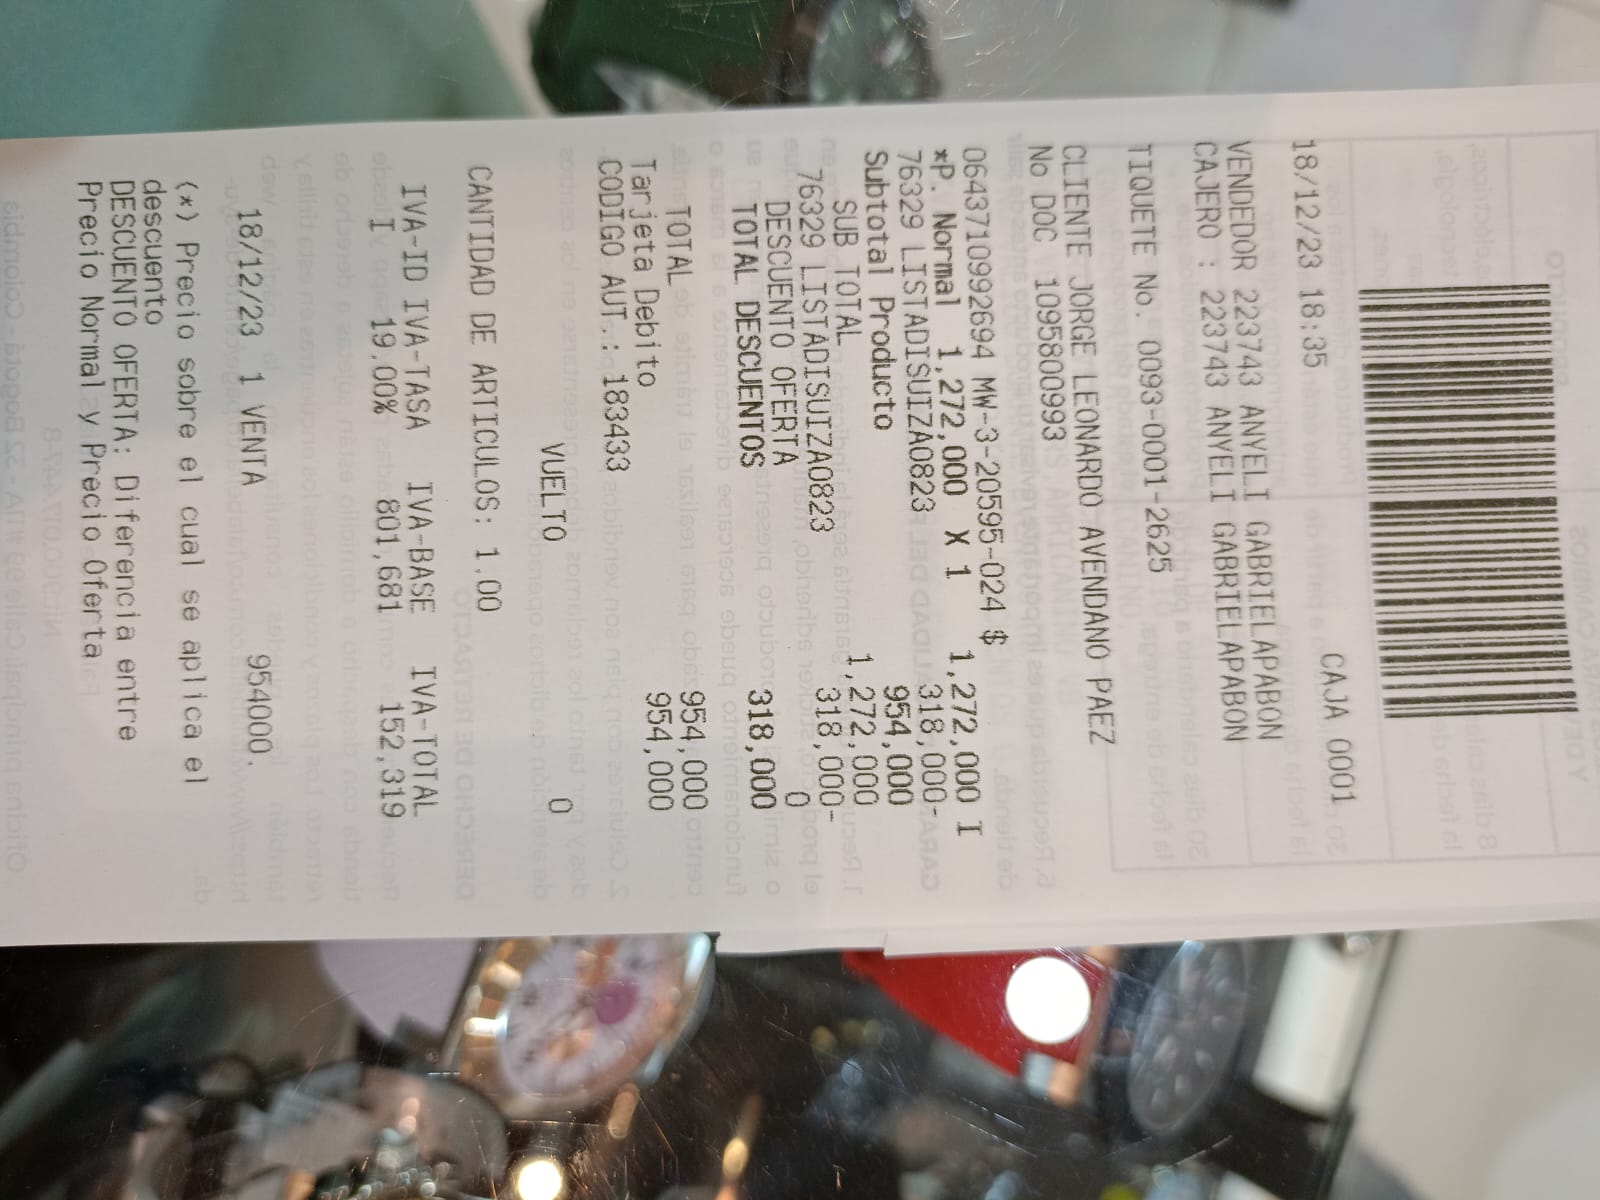 18/12/23 18:35 CAJA 0001
VENDEDOR 223743 ANYELI GABRIELAPABON
CAJERO : 223743 ANYELI GABRIELAPABON
TIQUETE No. 0093-0001-2625
CLIENTE JORGE LEONARDO AVENDANO PAEZ
No DOC 1095800993
0643710992694 MW-3-20595-024 $
*P. Normal 1,272,000 X 1 1,272,000 I
76329 LISTADISUIZA0823 318,000-
Subtotal Producto 954,000
SUB TOTAL 1,272,000
76329 LISTADISUIZA0823 318,000-
DESCUENTO OFERTA 0
TOTAL DESCUENTOS 318,000
TOTAL 954,000
Tarjeta Debito 954,000
CODIGO AUT.: 183433
VUELTO 0
CANTIDAD DE ARTICULOS: 1.00
IVA-ID IVA-TASA IVA-BASE IVA-TOTAL
I 19.00% 801,681 152,319
18/12/23 1 VENTA 954000.
(*) Precio sobre el cual se aplica el
descuento
DESCUENTO OFERTA: Diferencia entre
Precio Normal y Precio Oferta